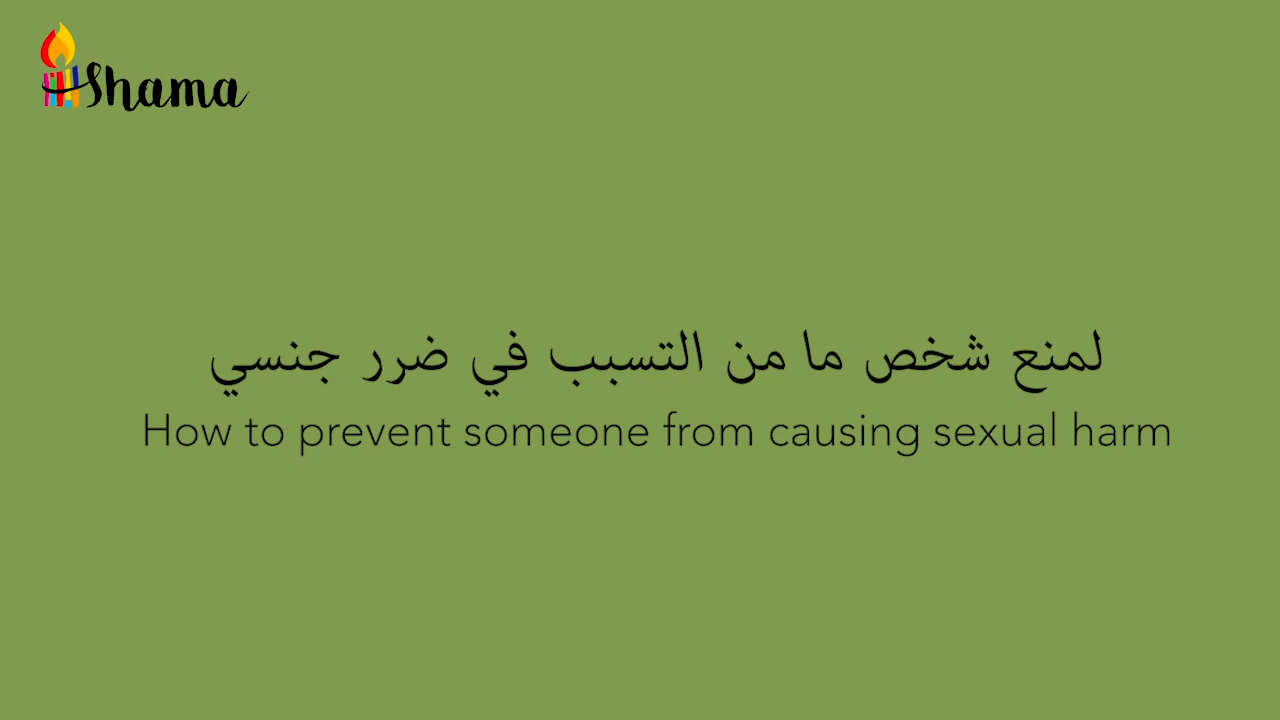 Shama
لمنع شخص ما من التسبب في ضرر جنسي
How to prevent someone from causing sexual harm